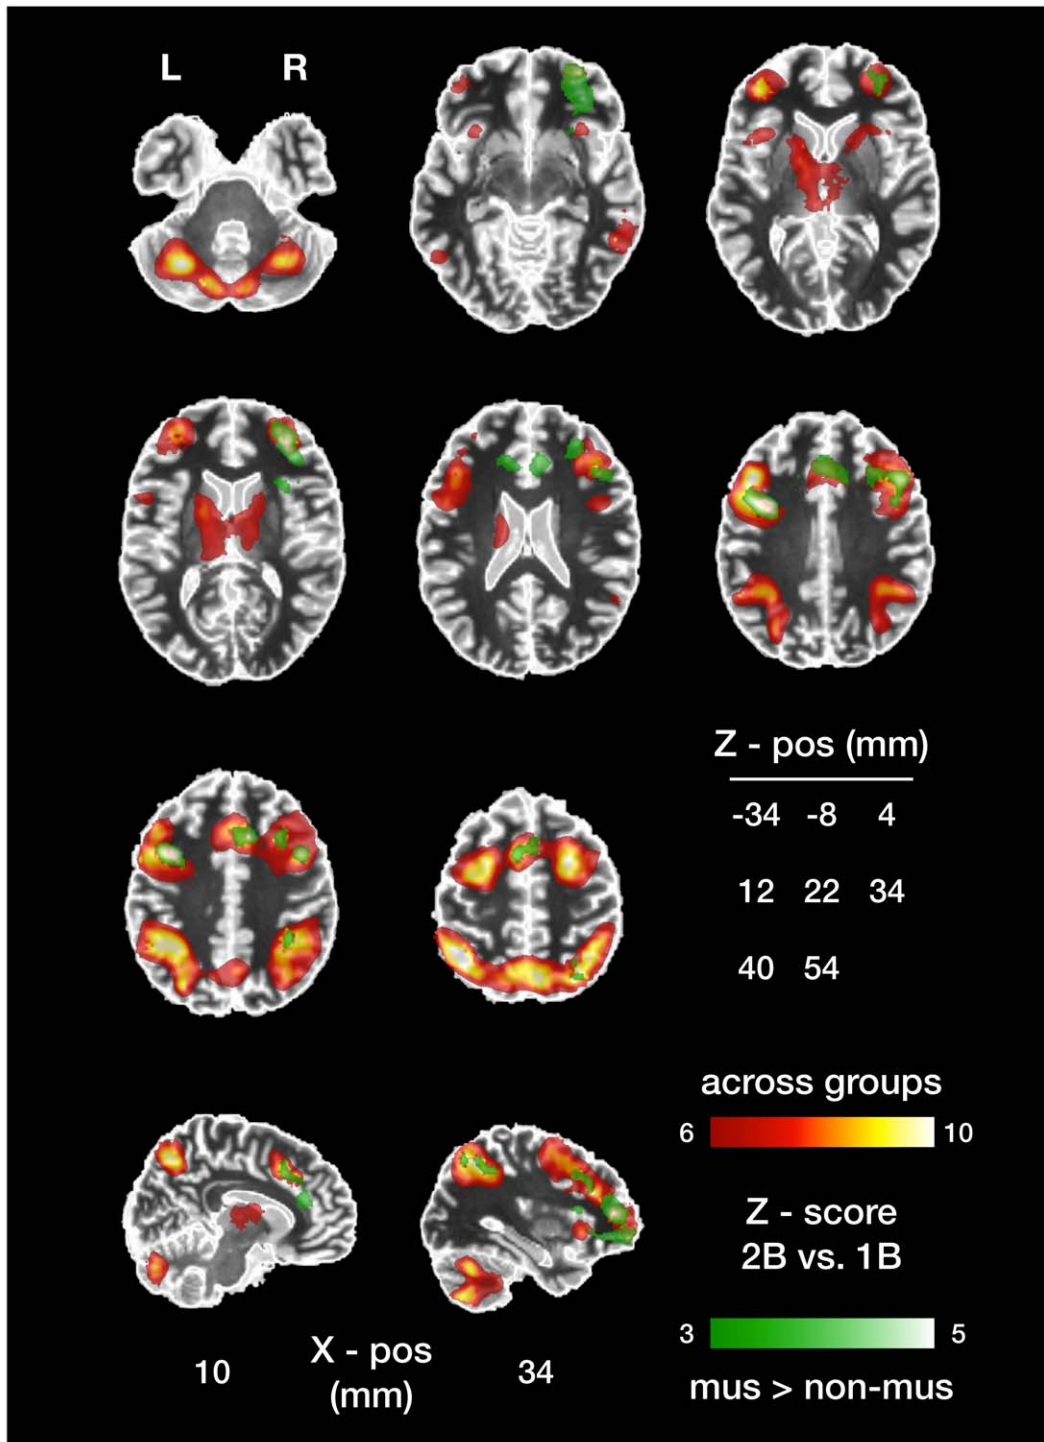 L R
Z - pos (mm)
-34 -8 4
12 22 34
40 54
across groups
6 10
Z - score
2B vs. 1B
3 5
mus > non-mus
X - pos
10 (mm) 34